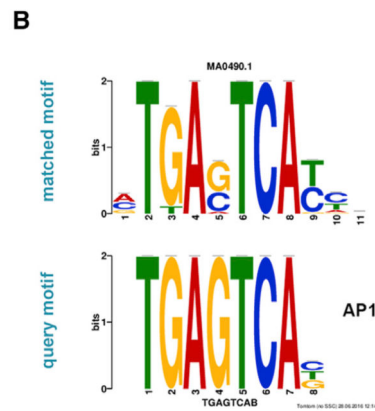 B
MA0490.1
matched motif
bits
2
1
0
A
C
T
G
T
A
G
C
T
C
A
T
C
C
T
A
1 2 3 4 5 6 7 8 9 10 11
query motif
bits
2
1
0
T G A G T C A
C
T
G
AP1
1 2 3 4 5 6 7 8
TGAGTCAB